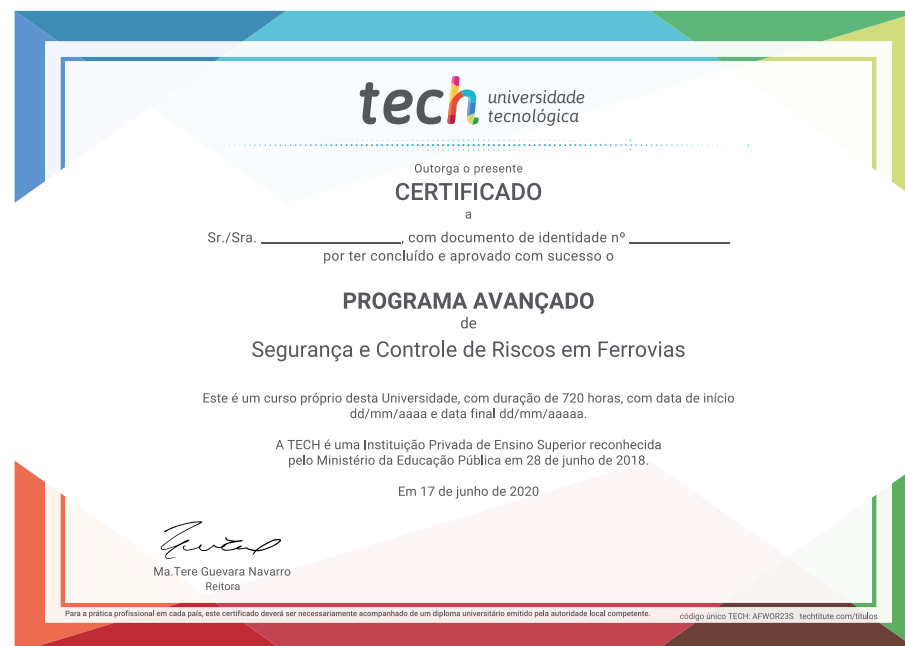 tech universidade
tecnológica
Outorga o presente
CERTIFICADO
a
Sr./Sra. ________________, com documento de identidade nº ____________
por ter concluído e aprovado com sucesso o
PROGRAMA AVANÇADO
de
Segurança e Controle de Riscos em Ferrovias
Este é um curso próprio desta Universidade, com duração de 720 horas, com data de início
dd/mm/aaaa e data final dd/mm/aaaaa.
A TECH é uma Instituição Privada de Ensino Superior reconhecida
pelo Ministério da Educação Pública em 28 de junho de 2018.
Em 17 de junho de 2020
Ma.Tere Guevara Navarro
Reitora
Para a prática profissional em cada país, este certificado deverá ser necessariamente acompanhado de um diploma universitário emitido pela autoridade local competente.
código único TECH: AFWOR23S techtitute.com/titulos